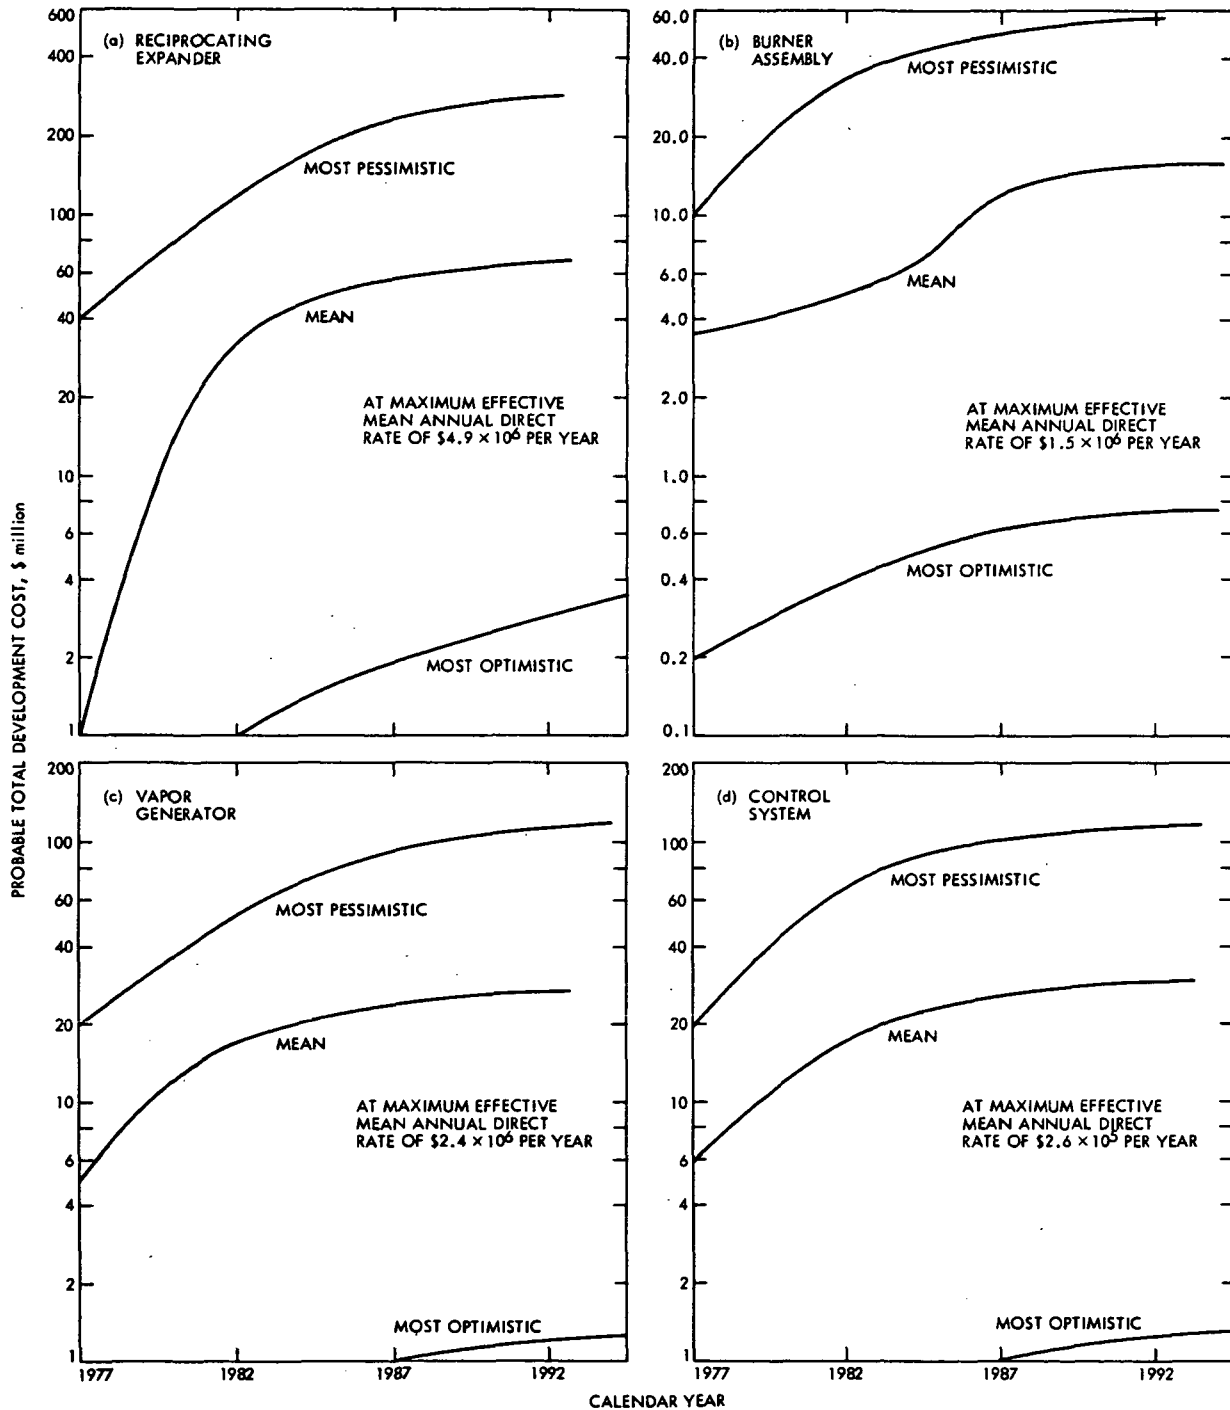 PROBABLE TOTAL DEVELOPMENT COST, $ million
(a) RECIPROCATING
EXPANDER
600
400
200
100
60
40
20
10
6
4
2
1
MOST PESSIMISTIC
MEAN
AT MAXIMUM EFFECTIVE
MEAN ANNUAL DIRECT
RATE OF $4.9 × 10⁶ PER YEAR
MOST OPTIMISTIC
(b) BURNER
ASSEMBLY
60.0
40.0
20.0
10.0
6.0
4.0
2.0
1.0
0.6
0.4
0.2
0.1
MOST PESSIMISTIC
MEAN
AT MAXIMUM EFFECTIVE
MEAN ANNUAL DIRECT
RATE OF $1.5 × 10⁶ PER YEAR
MOST OPTIMISTIC
(c) VAPOR
GENERATOR
200
100
60
40
20
10
6
4
2
1
MOST PESSIMISTIC
MEAN
AT MAXIMUM EFFECTIVE
MEAN ANNUAL DIRECT
RATE OF $2.4 × 10⁶ PER YEAR
MOST OPTIMISTIC
1977 1982 1987 1992
(d) CONTROL
SYSTEM
200
100
60
40
20
10
6
4
2
1
MOST PESSIMISTIC
MEAN
AT MAXIMUM EFFECTIVE
MEAN ANNUAL DIRECT
RATE OF $2.6 × 10⁵ PER YEAR
MOST OPTIMISTIC
1977 1982 1987 1992
CALENDAR YEAR